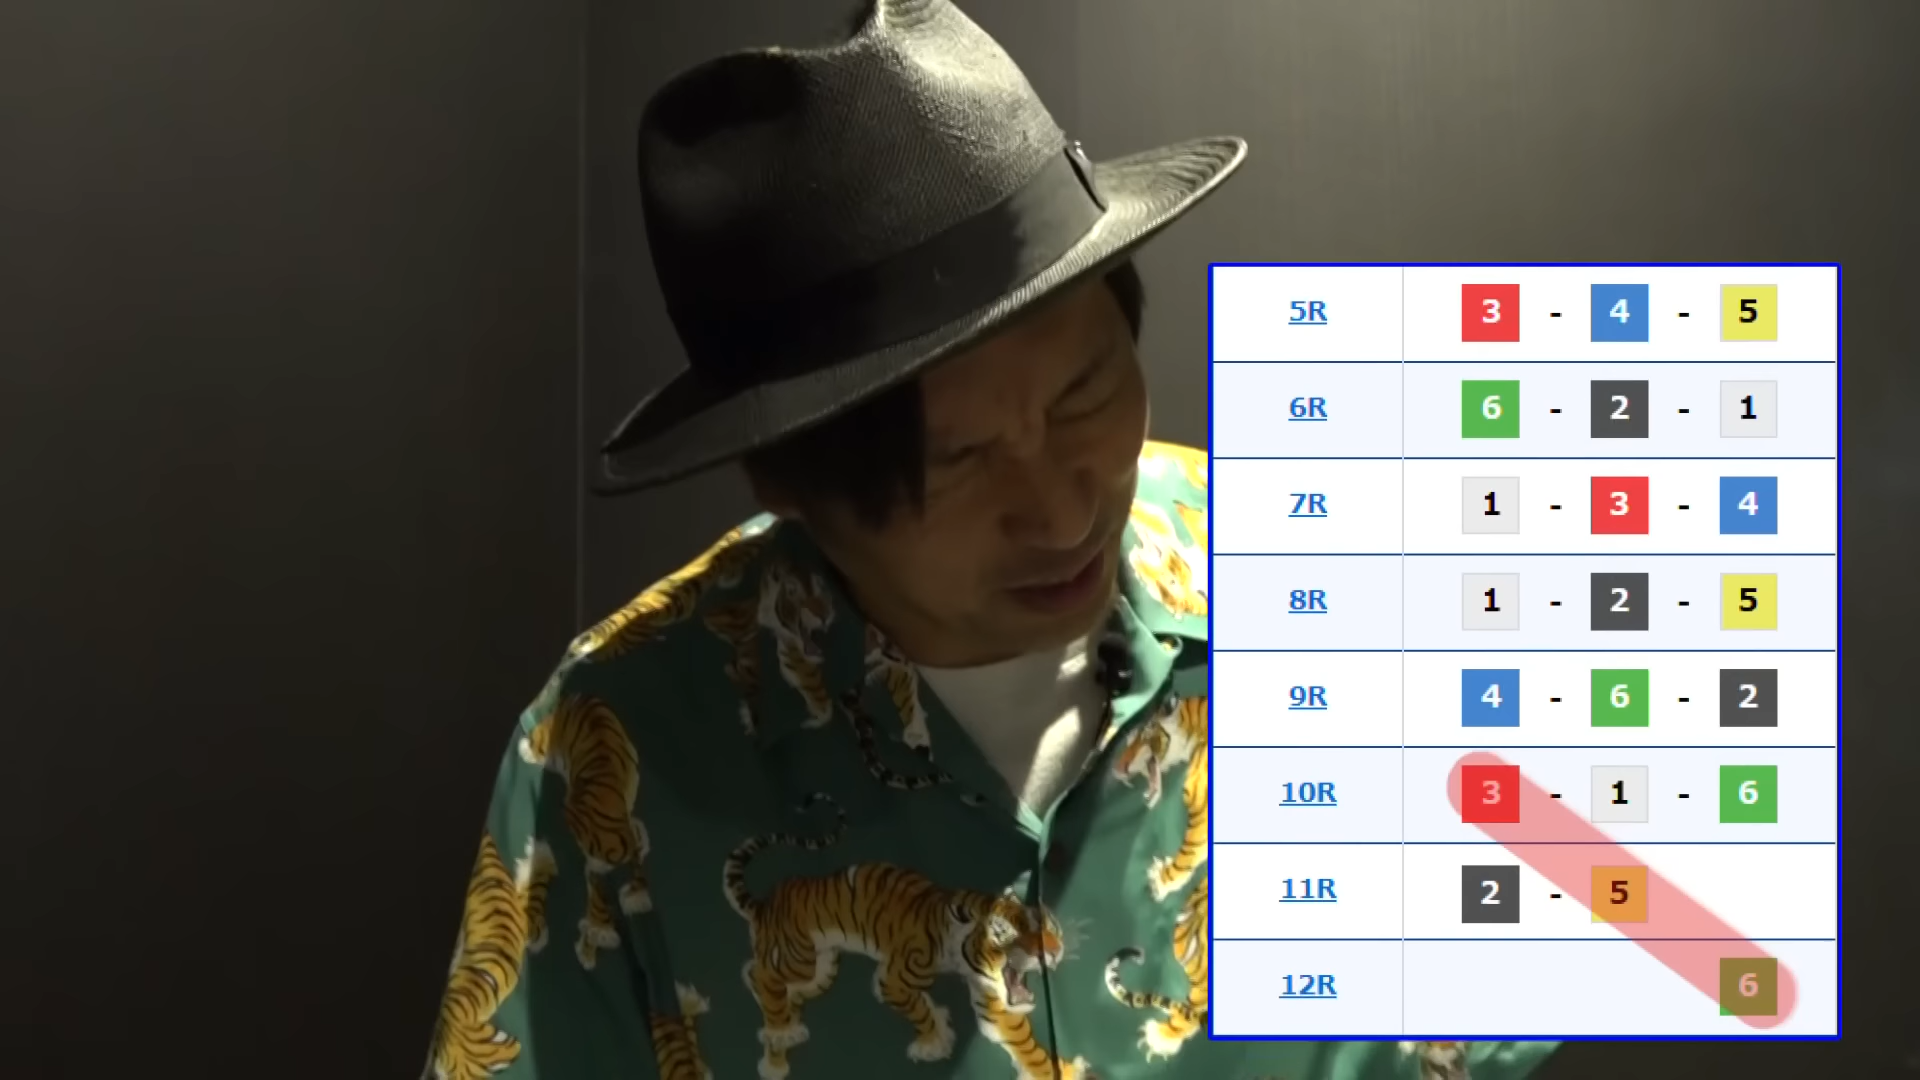 5R 3 - 4 - 5
6R 6 - 2 - 1
7R 1 - 3 - 4
8R 1 - 2 - 5
9R 4 - 6 - 2
10R 3 - 1 - 6
11R 2 - 5
12R 6